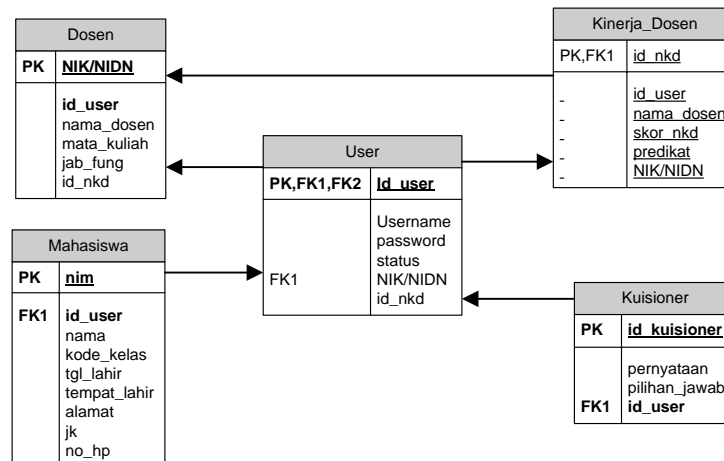 Dosen
PK NIK/NIDN
id_user
nama_dosen
mata_kuliah
jab_fung
id_nkd
Kinerja_Dosen
PK,FK1 id_nkd
- id_user
- nama_dosen
- skor_nkd
- predikat
- NIK/NIDN
User
PK,FK1,FK2 Id_user
Username
password
status
FK1 NIK/NIDN
id_nkd
Mahasiswa
PK nim
FK1 id_user
nama
kode_kelas
tgl_lahir
tempat_lahir
alamat
jk
no_hp
Kuisioner
PK id_kuisioner
pernyataan
pilihan_jawab
FK1 id_user